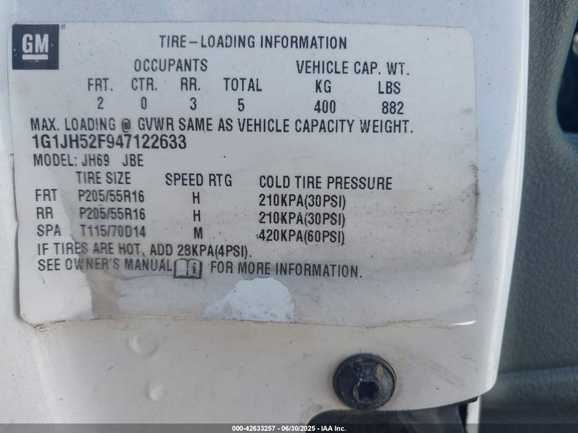 GM
TIRE-LOADING INFORMATION
OCCUPANTS VEHICLE CAP. WT.
FRT. CTR. RR. TOTAL KG LBS
2 0 3 5 400 882
MAX. LOADING @ GVWR SAME AS VEHICLE CAPACITY WEIGHT.
1G1JH52F947122633
MODEL: JH69 JBE
TIRE SIZE SPEED RTG COLD TIRE PRESSURE
FRT P205/55R16 H 210KPA(30PSI)
RR P205/55R16 H 210KPA(30PSI)
SPA T115/70D14 M 420KPA(60PSI)
IF TIRES ARE HOT, ADD 28KPA(4PSI).
SEE OWNER'S MANUAL i FOR MORE INFORMATION.
000-42633257 - 06/30/2025 - IAA Inc.